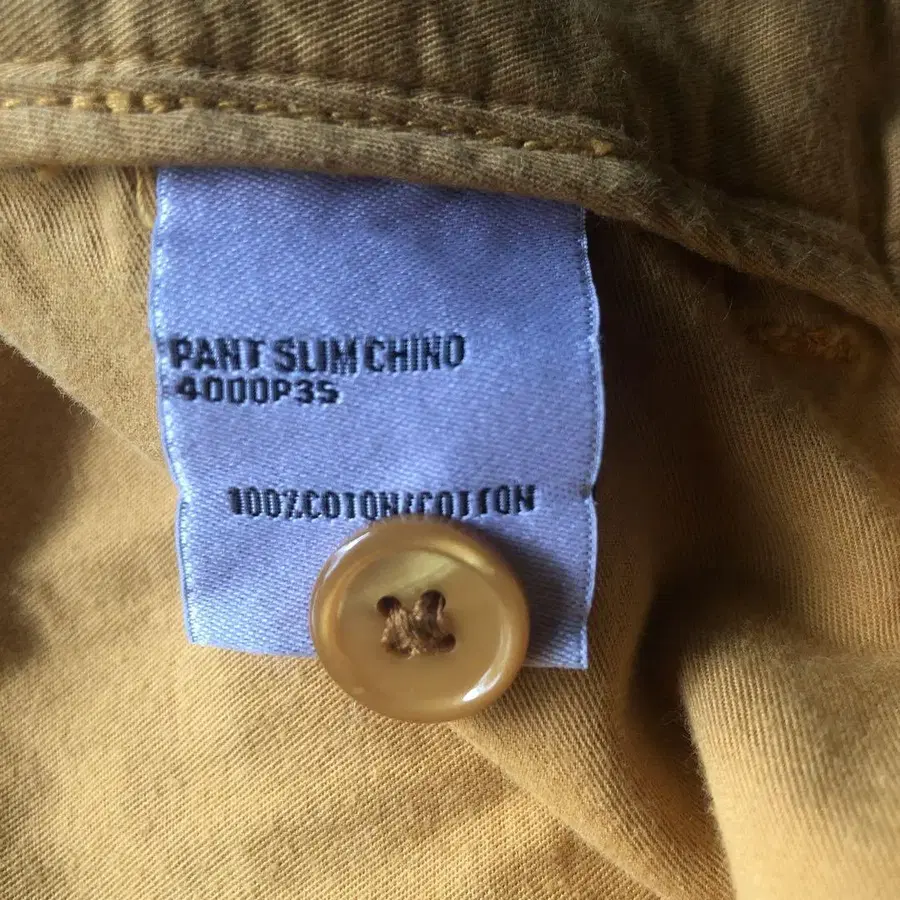 PANT SLIM CHINO
4000P35
100%COTON/COTTON